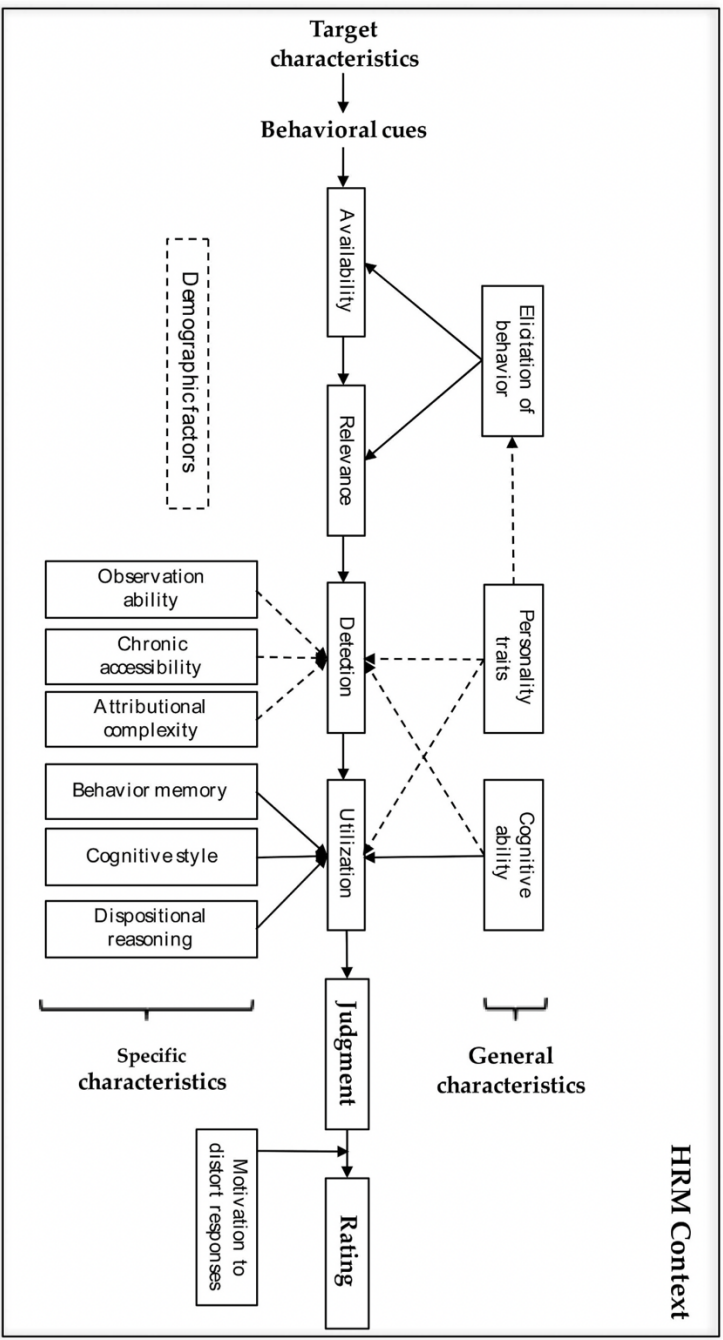 Target
characteristics
Behavioral cues
Availability
Elicitation of
behavior
Demographic factors
Relevance
Observation
ability
Chronic
accessibility
Attributional
complexity
Detection
Personality
traits
Behavior memory
Cognitive style
Dispositional
reasoning
Utilization
Cognitive
ability
Judgment
Specific
characteristics
General
characteristics
Motivation to
distort responses
Rating
HRM Context